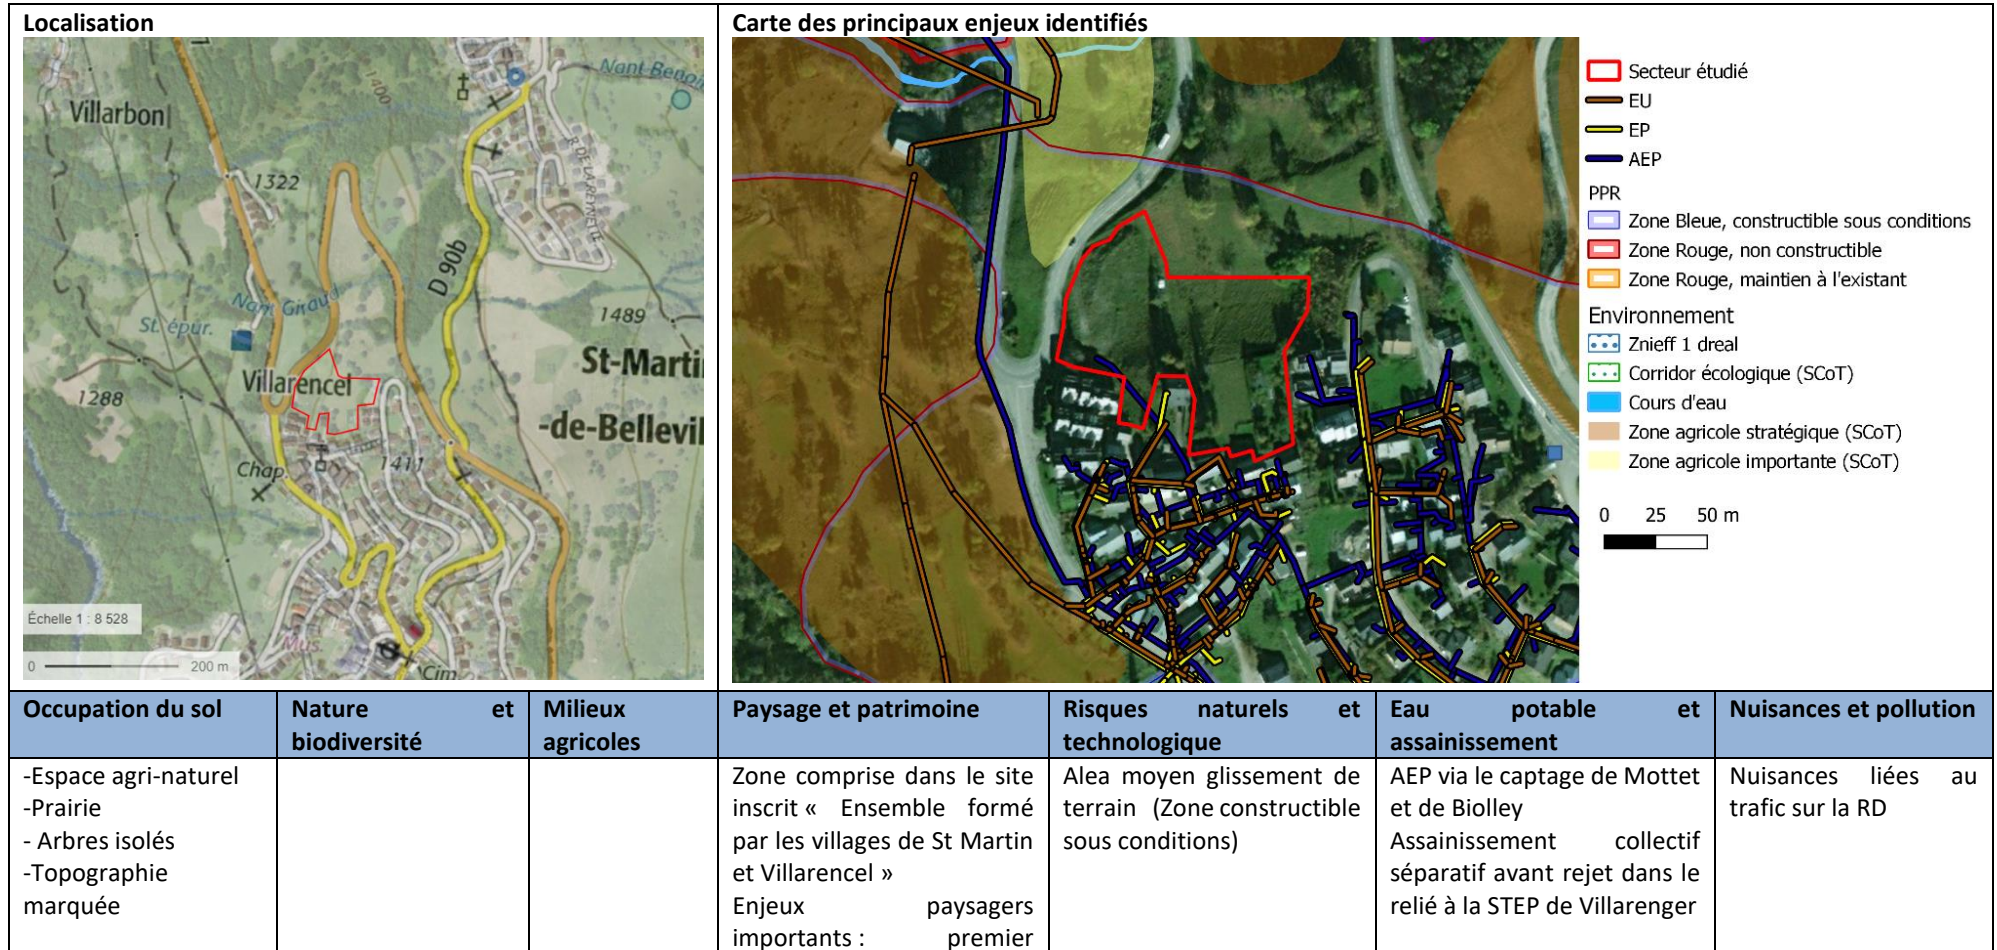 Localisation
Villarbon
1322
1400
Nant Benoi
R DE LA REINETTE
D 90b
Nant Giraud
St. épur.
1489
St-Martin
-de-Bellevil
Villarencel
1288
Chap.
1411
Mus.
Cim
Échelle 1 : 8 528
0 200 m
Carte des principaux enjeux identifiés
Secteur étudié
EU
EP
AEP
PPR
Zone Bleue, constructible sous conditions
Zone Rouge, non constructible
Zone Rouge, maintien à l'existant
Environnement
Znieff 1 dreal
Corridor écologique (SCoT)
Cours d'eau
Zone agricole stratégique (SCoT)
Zone agricole importante (SCoT)
0 25 50 m
Occupation du sol
-Espace agri-naturel
-Prairie
- Arbres isolés
-Topographie
marquée
Nature et
biodiversité
Milieux
agricoles
Paysage et patrimoine
Zone comprise dans le site
inscrit « Ensemble formé
par les villages de St Martin
et Villarencel »
Enjeux paysagers
importants : premier
Risques naturels et
technologique
Alea moyen glissement de
terrain (Zone constructible
sous conditions)
Eau potable et
assainissement
AEP via le captage de Mottet
et de Biolley
Assainissement collectif
séparatif avant rejet dans le
relié à la STEP de Villarenger
Nuisances et pollution
Nuisances liées au
trafic sur la RD